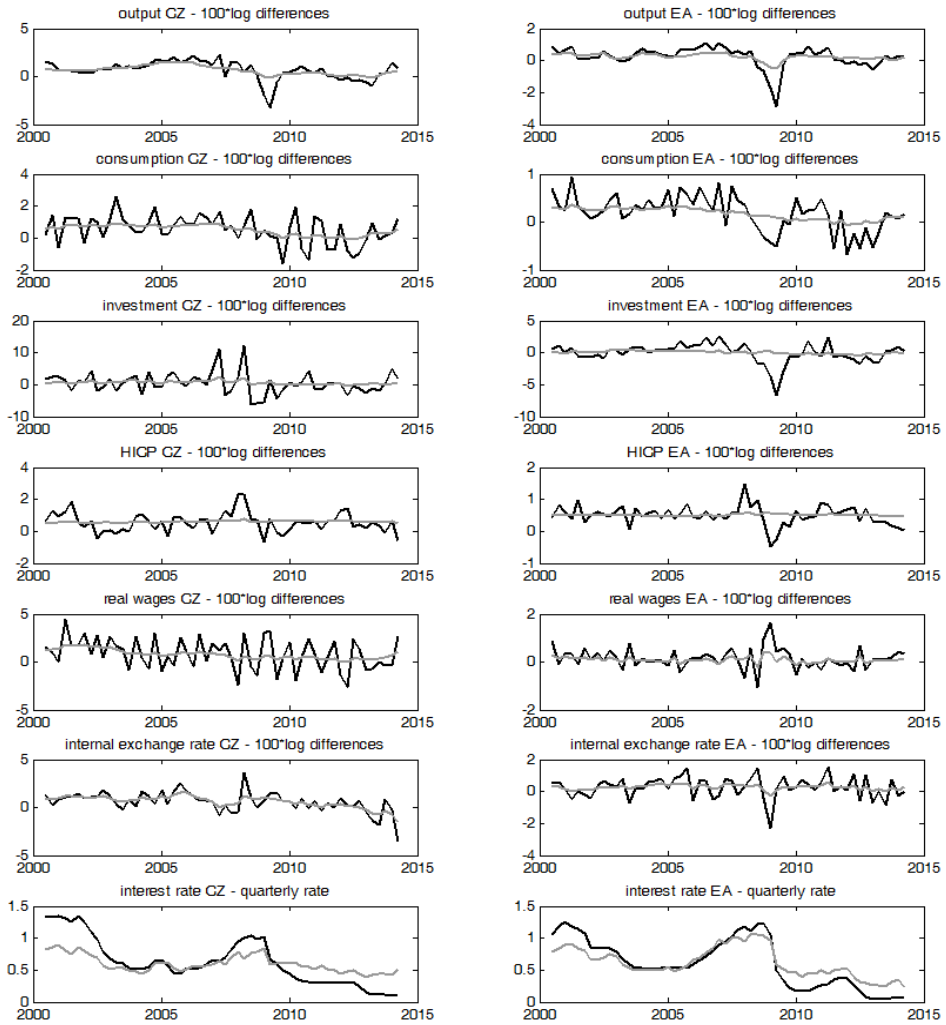 output CZ - 100*log differences
5
0
-5
2000 2005 2010 2015
output EA - 100*log differences
2
0
-2
-4
2000 2005 2010 2015
consumption CZ - 100*log differences
4
2
0
-2
2000 2005 2010 2015
consumption EA - 100*log differences
1
0
-1
2000 2005 2010 2015
investment CZ - 100*log differences
20
10
0
-10
2000 2005 2010 2015
investment EA - 100*log differences
5
0
-5
-10
2000 2005 2010 2015
HICP CZ - 100*log differences
4
2
0
-2
2000 2005 2010 2015
HICP EA - 100*log differences
2
1
0
-1
2000 2005 2010 2015
real wages CZ - 100*log differences
5
0
-5
2000 2005 2010 2015
real wages EA - 100*log differences
2
0
-2
2000 2005 2010 2015
internal exchange rate CZ - 100*log differences
5
0
-5
2000 2005 2010 2015
internal exchange rate EA - 100*log differences
2
0
-2
-4
2000 2005 2010 2015
interest rate CZ - quarterly rate
1.5
1
0.5
0
2000 2005 2010 2015
interest rate EA - quarterly rate
1.5
1
0.5
0
2000 2005 2010 2015